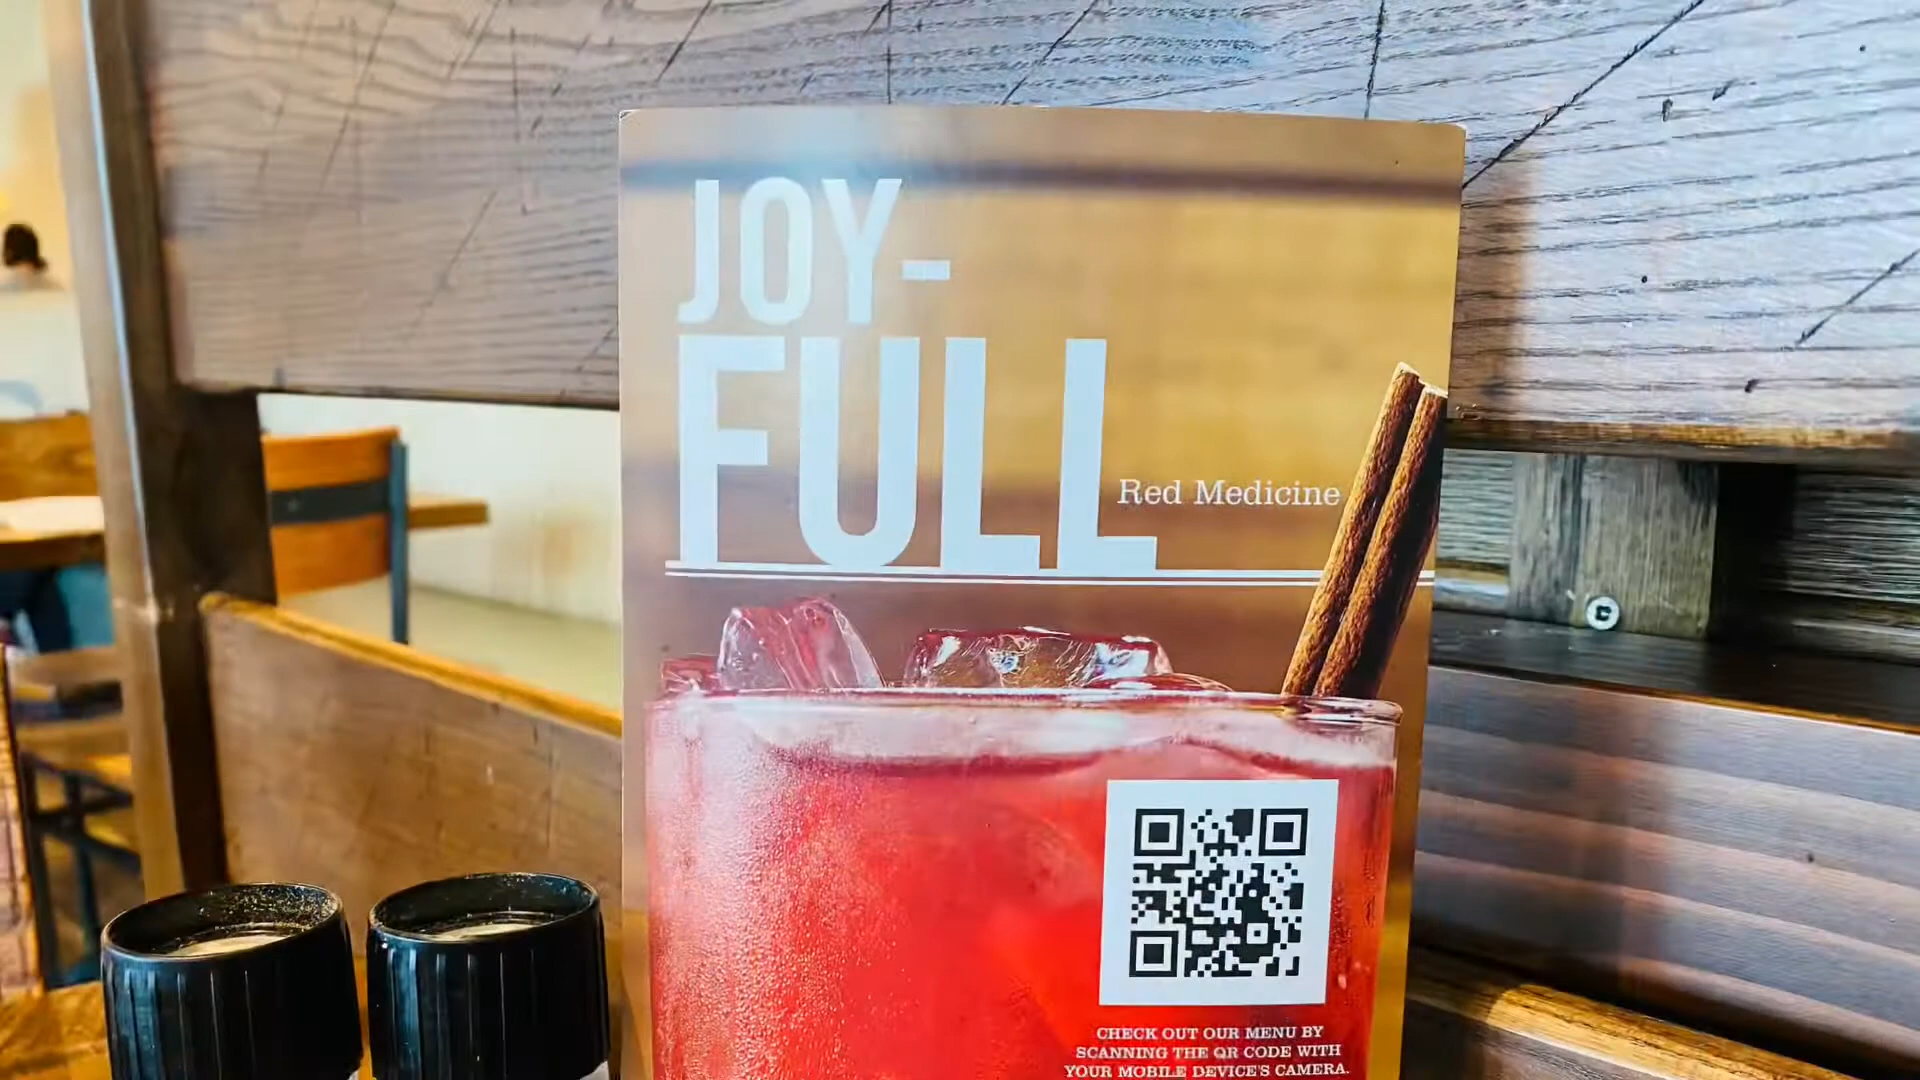 JOY-
FULL
Red Medicine
CHECK OUT OUR MENU BY
SCANNING THE QR CODE WITH
YOUR MOBILE DEVICE'S CAMERA.